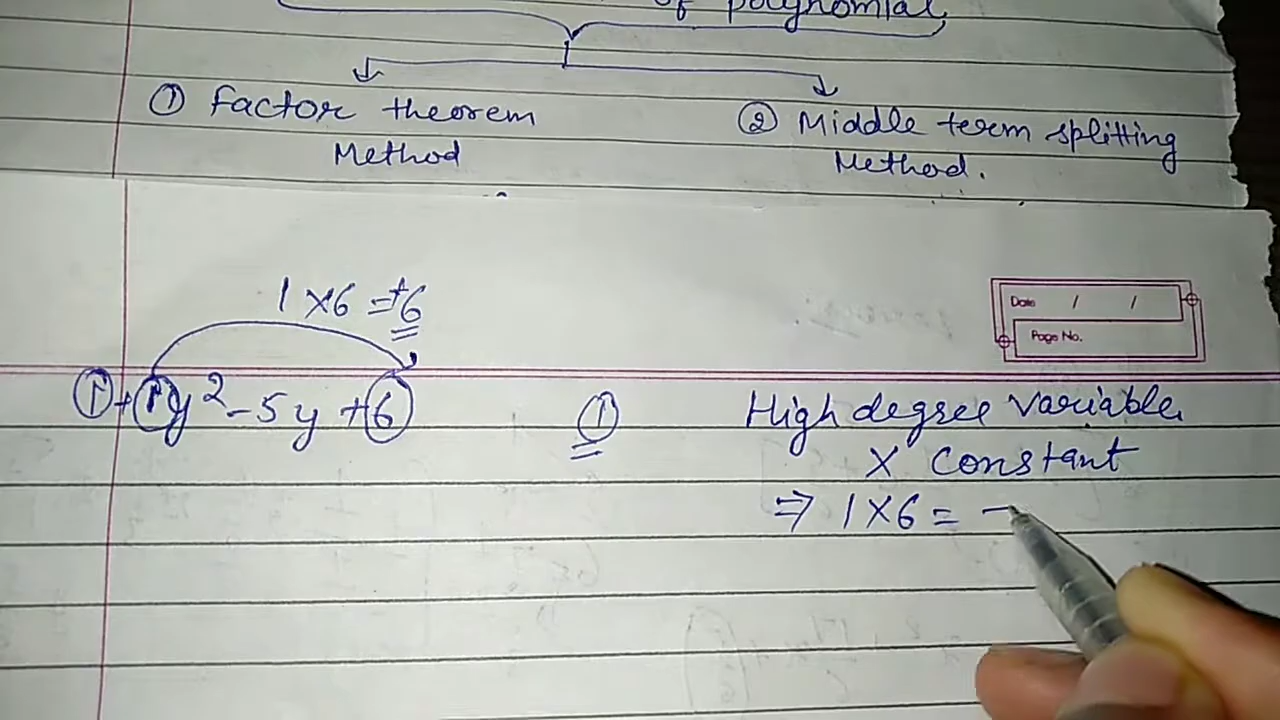 of polynomial
① Factor theorem
Method
② Middle term splitting
Method.
1 × 6 = +6
Date / /
Page No.
① +1y² - 5y + 6
①
High degree variable
× constant
⇒ 1 × 6 =